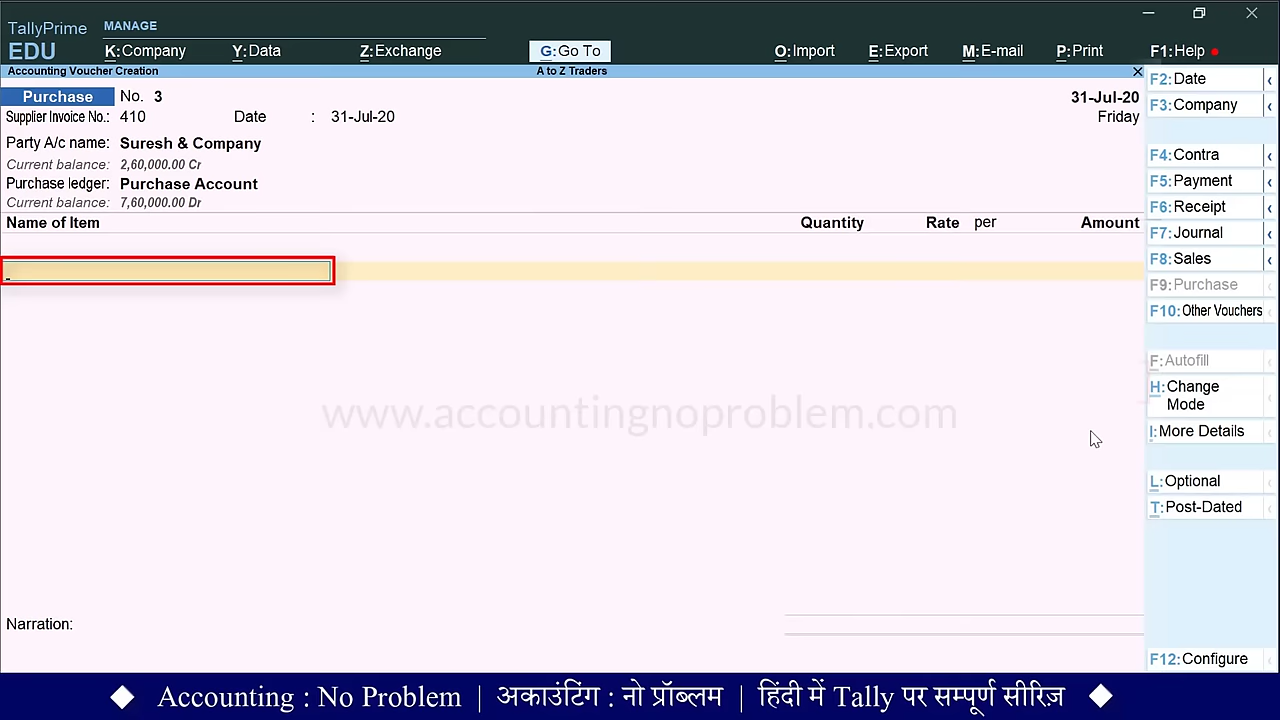 TallyPrime MANAGE
EDU K:Company Y:Data Z:Exchange G:Go To O:Import E:Export M:E-mail P:Print F1:Help
Accounting Voucher Creation A to Z Traders
Purchase No. 3 31-Jul-20
Supplier Invoice No.: 410 Date : 31-Jul-20 Friday
Party A/c name: Suresh & Company
Current balance: 2,60,000.00 Cr
Purchase ledger: Purchase Account
Current balance: 7,60,000.00 Dr
Name of Item Quantity Rate per Amount
www.accountingnoproblem.com
Narration:
F2:Date
F3:Company
F4:Contra
F5:Payment
F6:Receipt
F7:Journal
F8:Sales
F9:Purchase
F10:Other Vouchers
F:Autofill
H:Change
Mode
I:More Details
L:Optional
T:Post-Dated
F12:Configure
Accounting : No Problem | अकाउंटिंग : नो प्रॉब्लम | हिंदी में Tally पर सम्पूर्ण सीरिज़